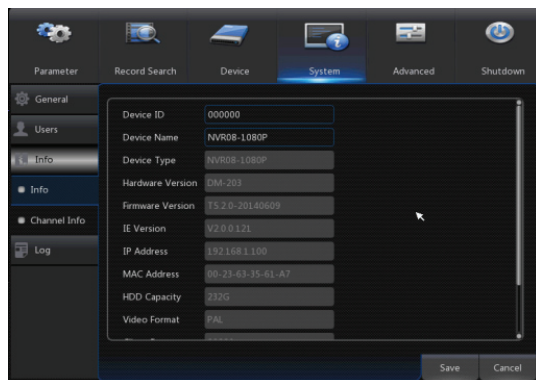 Parameter Record Search Device System Advanced Shutdown
General
Users
Info
Info
Channel Info
Log
Device ID 000000
Device Name NVR08-1080P
Device Type NVR08-1080P
Hardware Version DM-203
Firmware Version T5.2.0-20140609
IE Version V2.0.0.121
IP Address 192.168.1.100
MAC Address 00-23-63-35-61-A7
HDD Capacity 232G
Video Format PAL
Save Cancel